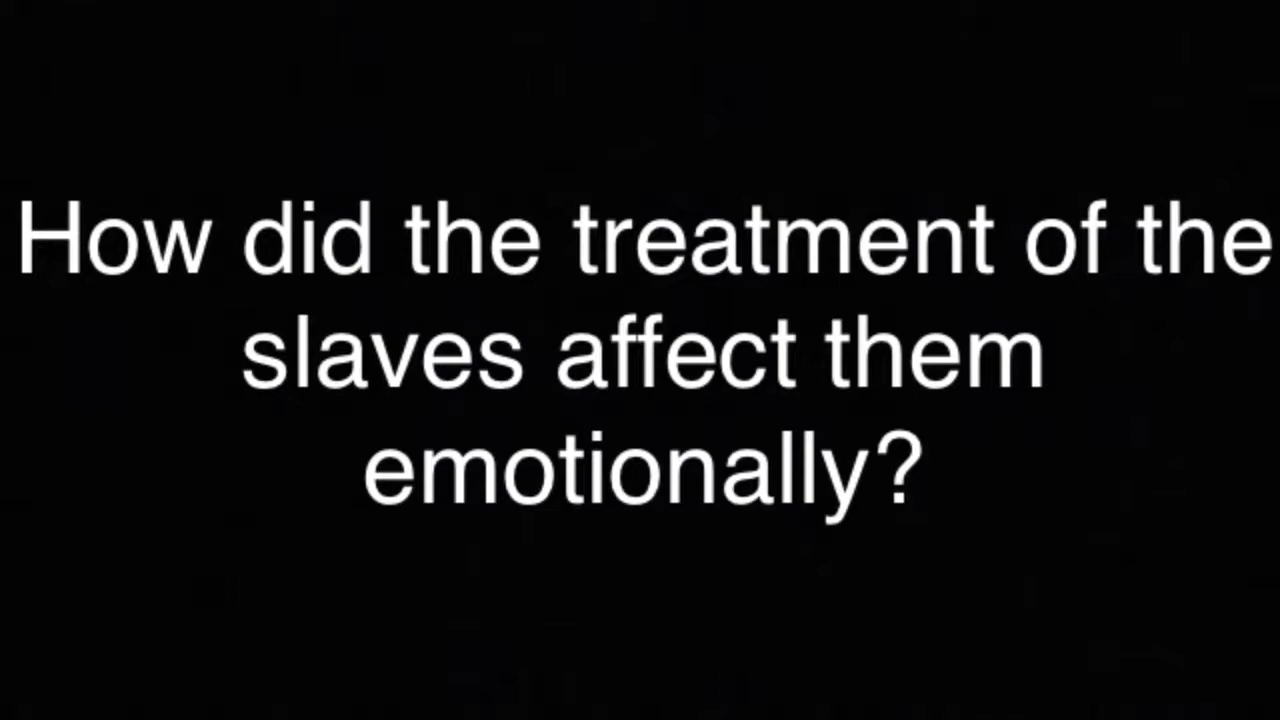 How did the treatment of the
slaves affect them
emotionally?